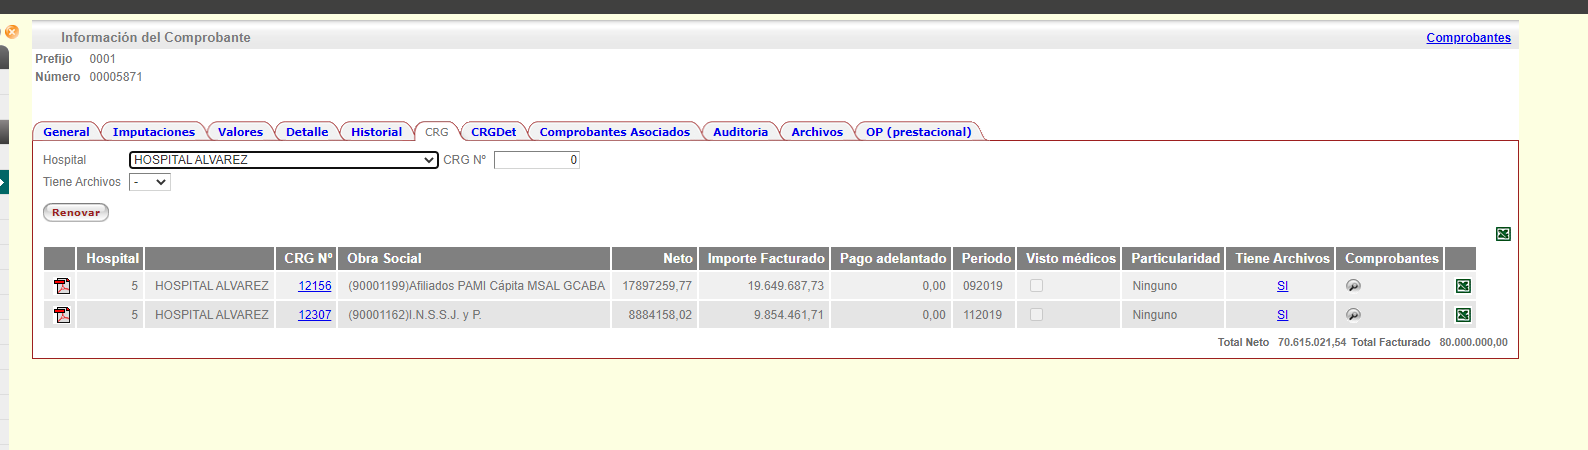 Información del Comprobante Comprobantes
Prefijo 0001
Número 00005871
General Imputaciones Valores Detalle Historial CRG CRGDet Comprobantes Asociados Auditoria Archivos OP (prestacional)
Hospital HOSPITAL ALVAREZ CRG Nº 0
Tiene Archivos -
Renovar
Hospital CRG Nº Obra Social Neto Importe Facturado Pago adelantado Periodo Visto médicos Particularidad Tiene Archivos Comprobantes
5 HOSPITAL ALVAREZ 12156 (90001199)Afiliados PAMI Cápita MSAL GCABA 17897259,77 19.649.687,73 0,00 092019 Ninguno SI
5 HOSPITAL ALVAREZ 12307 (90001162)I.N.S.S.J. y P. 8884158,02 9.854.461,71 0,00 112019 Ninguno SI
Total Neto 70.615.021,54 Total Facturado 80.000.000,00